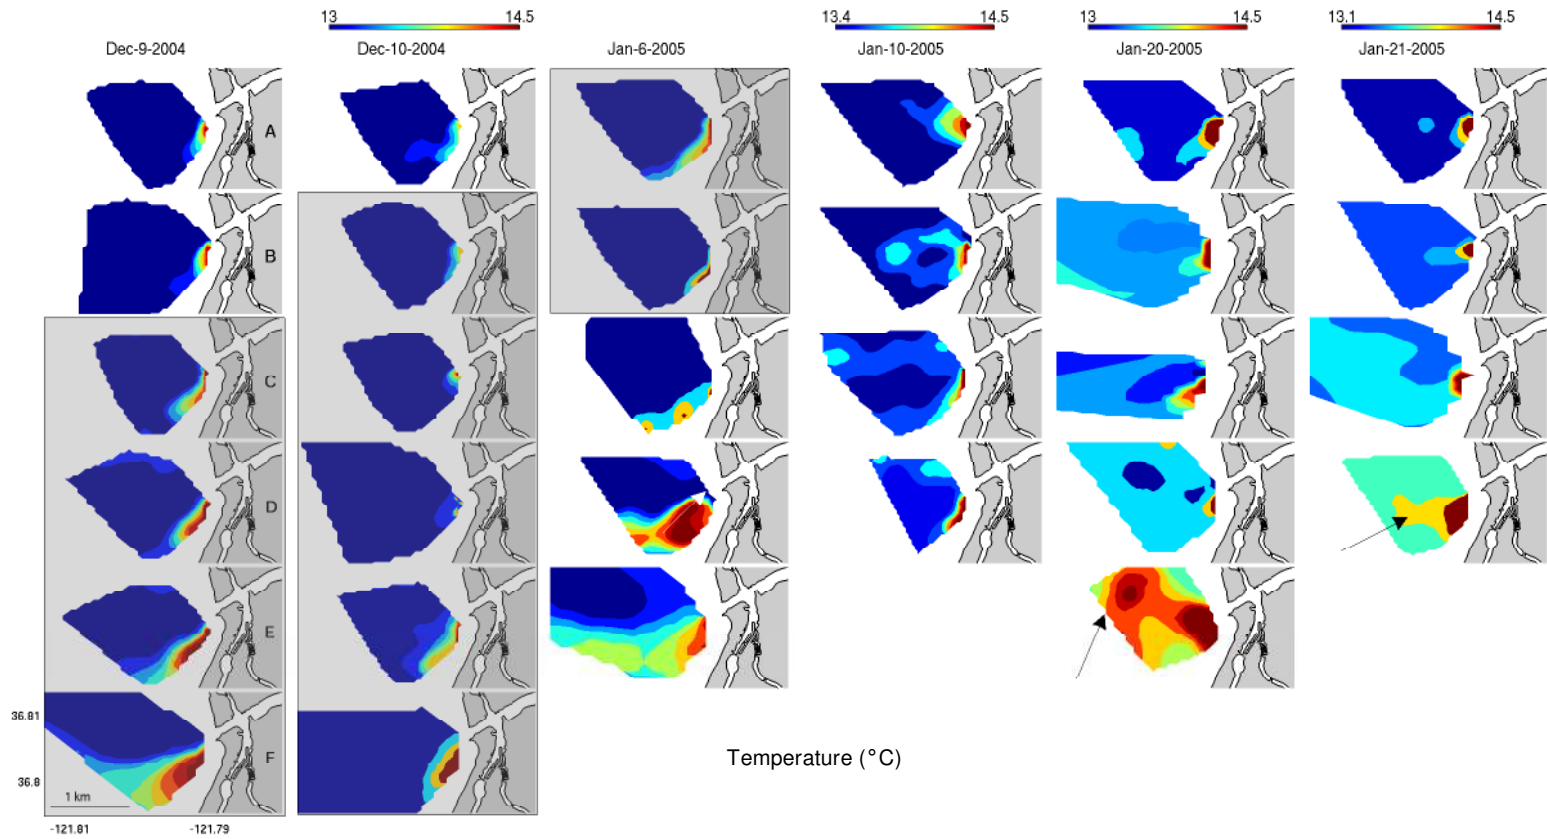 13 14.5 13.4 14.5 13 14.5 13.1 14.5
Dec-9-2004 Dec-10-2004 Jan-6-2005 Jan-10-2005 Jan-20-2005 Jan-21-2005
A
B
C
D
E
F
36.81
36.8
1 km
-121.81 -121.79
Temperature (°C)